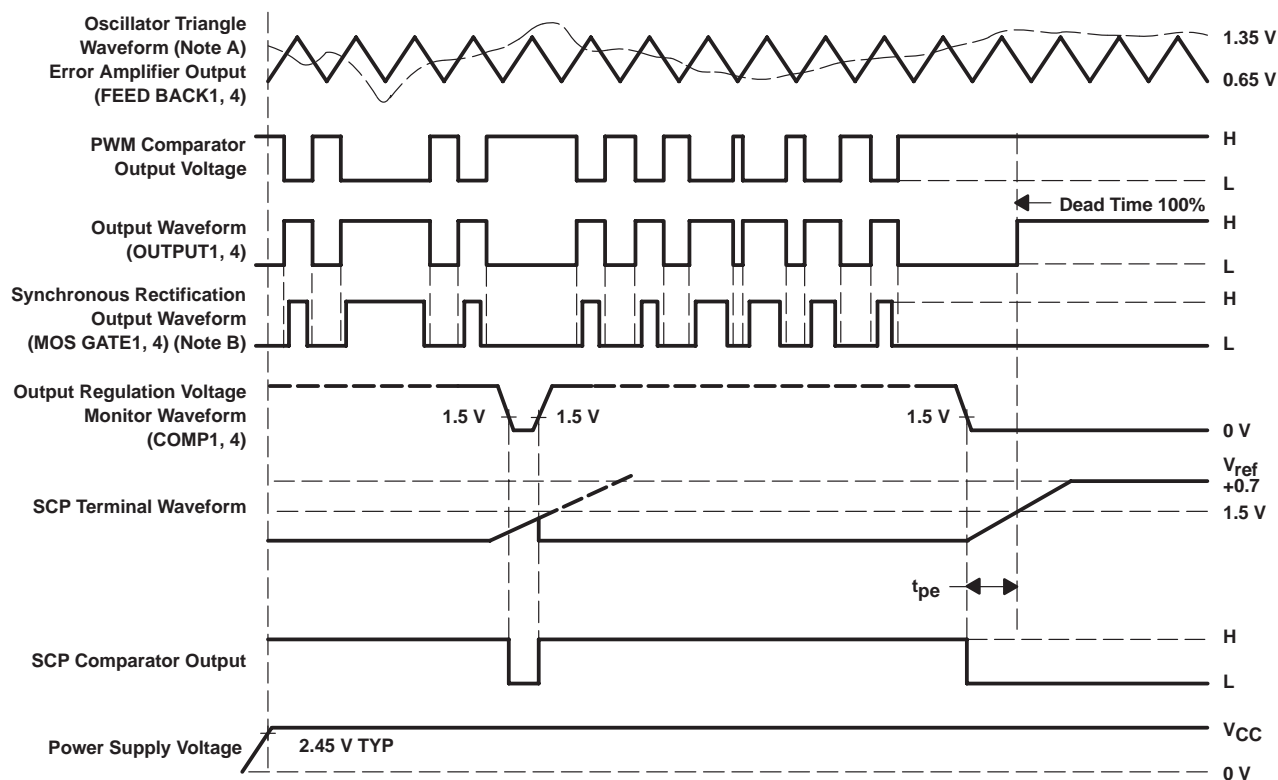 Oscillator Triangle
Waveform (Note A)
Error Amplifier Output
(FEED BACK1, 4)
1.35 V
0.65 V
PWM Comparator
Output Voltage
H
L
Dead Time 100%
Output Waveform
(OUTPUT1, 4)
H
L
Synchronous Rectification
Output Waveform
(MOS GATE1, 4) (Note B)
H
L
Output Regulation Voltage
Monitor Waveform
(COMP1, 4)
1.5 V
1.5 V
1.5 V
0 V
SCP Terminal Waveform
Vref
+0.7
1.5 V
tpe
SCP Comparator Output
H
L
Power Supply Voltage
2.45 V TYP
VCC
0 V